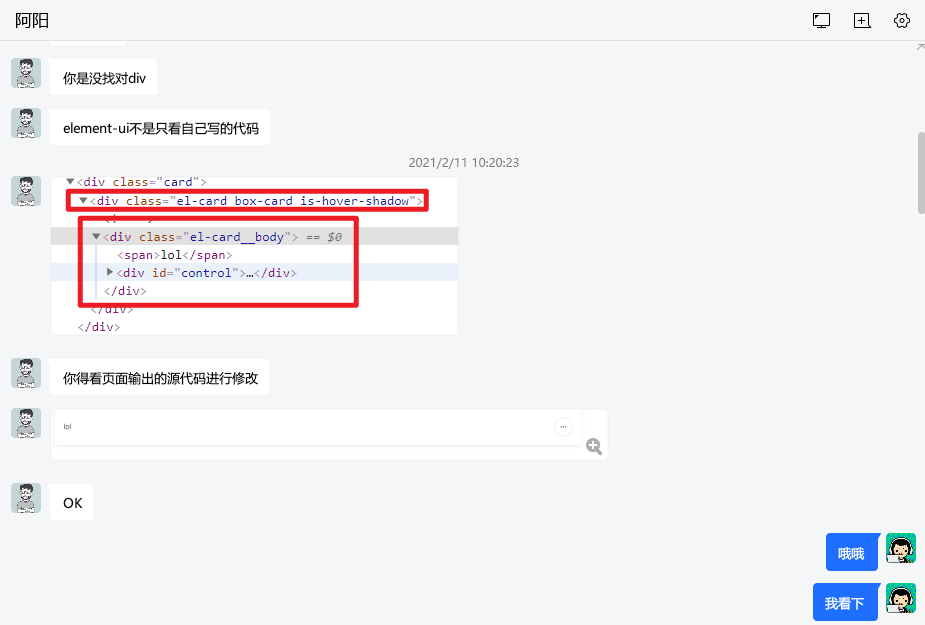 阿阳
你是没找对div
element-ui不是只看自己写的代码
2021/2/11 10:20:23
▼<div class="card">
▼<div class="el-card box-card is-hover-shadow">
▼<div class="el-card__body"> == $0
<span>lol</span>
▶<div id="control">…</div>
</div>
</div>
</div>
你得看页面输出的源代码进行修改
lol
OK
哦哦
我看下